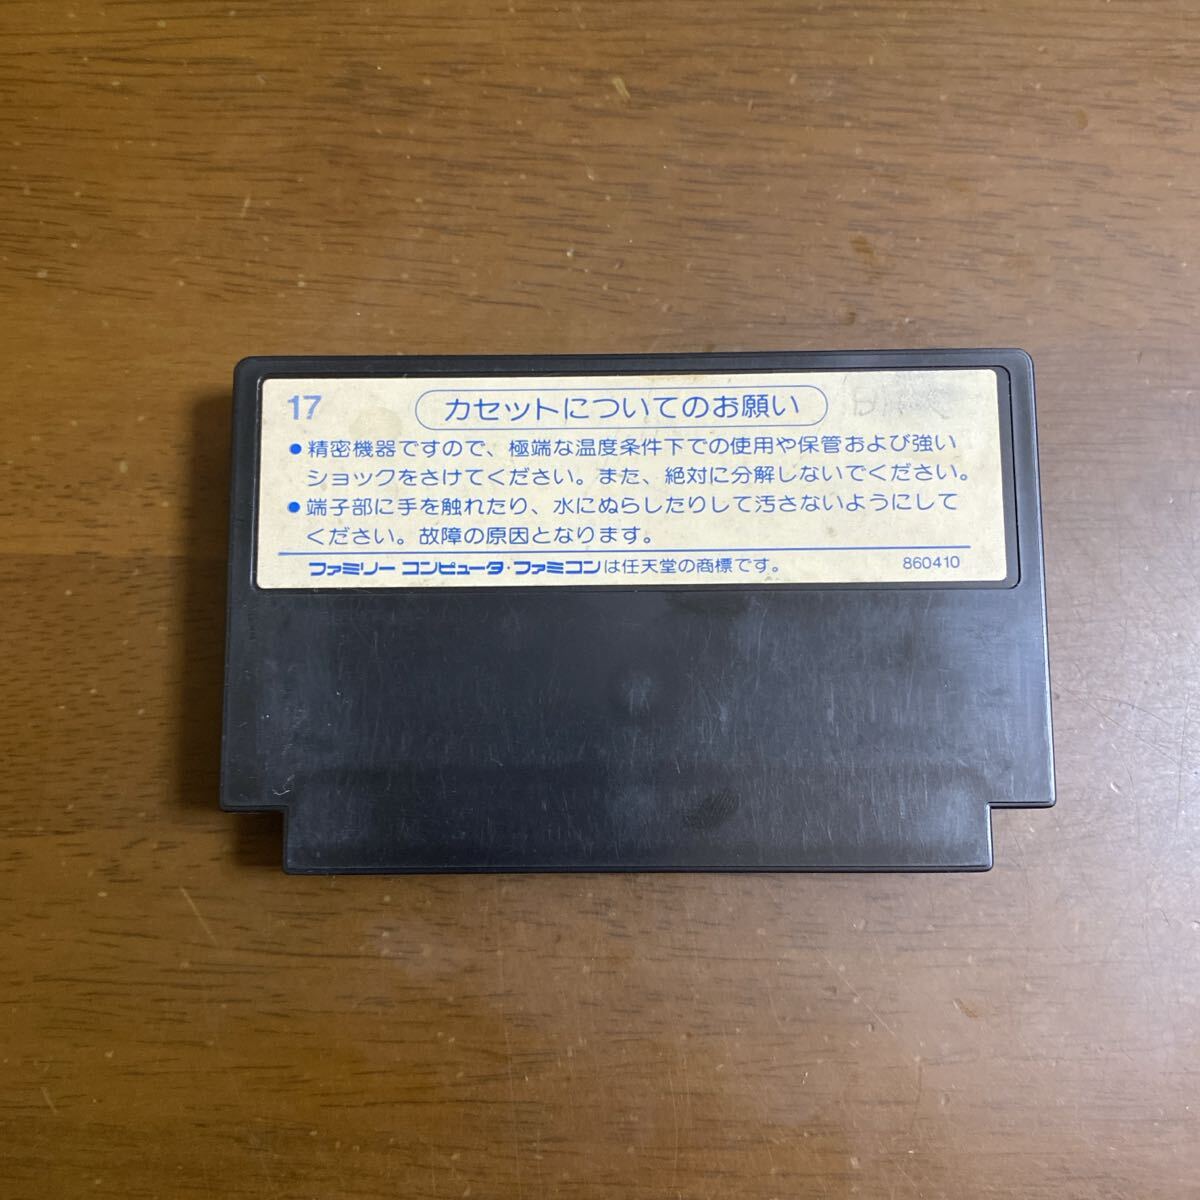 17
カセットについてのお願い
●精密機器ですので、極端な温度条件下での使用や保管および強い
ショックをさけてください。また、絶対に分解しないでください。
●端子部に手を触れたり、水にぬらしたりして汚さないようにして
ください。故障の原因となります。
ファミリー コンピュータ・ファミコンは任天堂の商標です。 860410